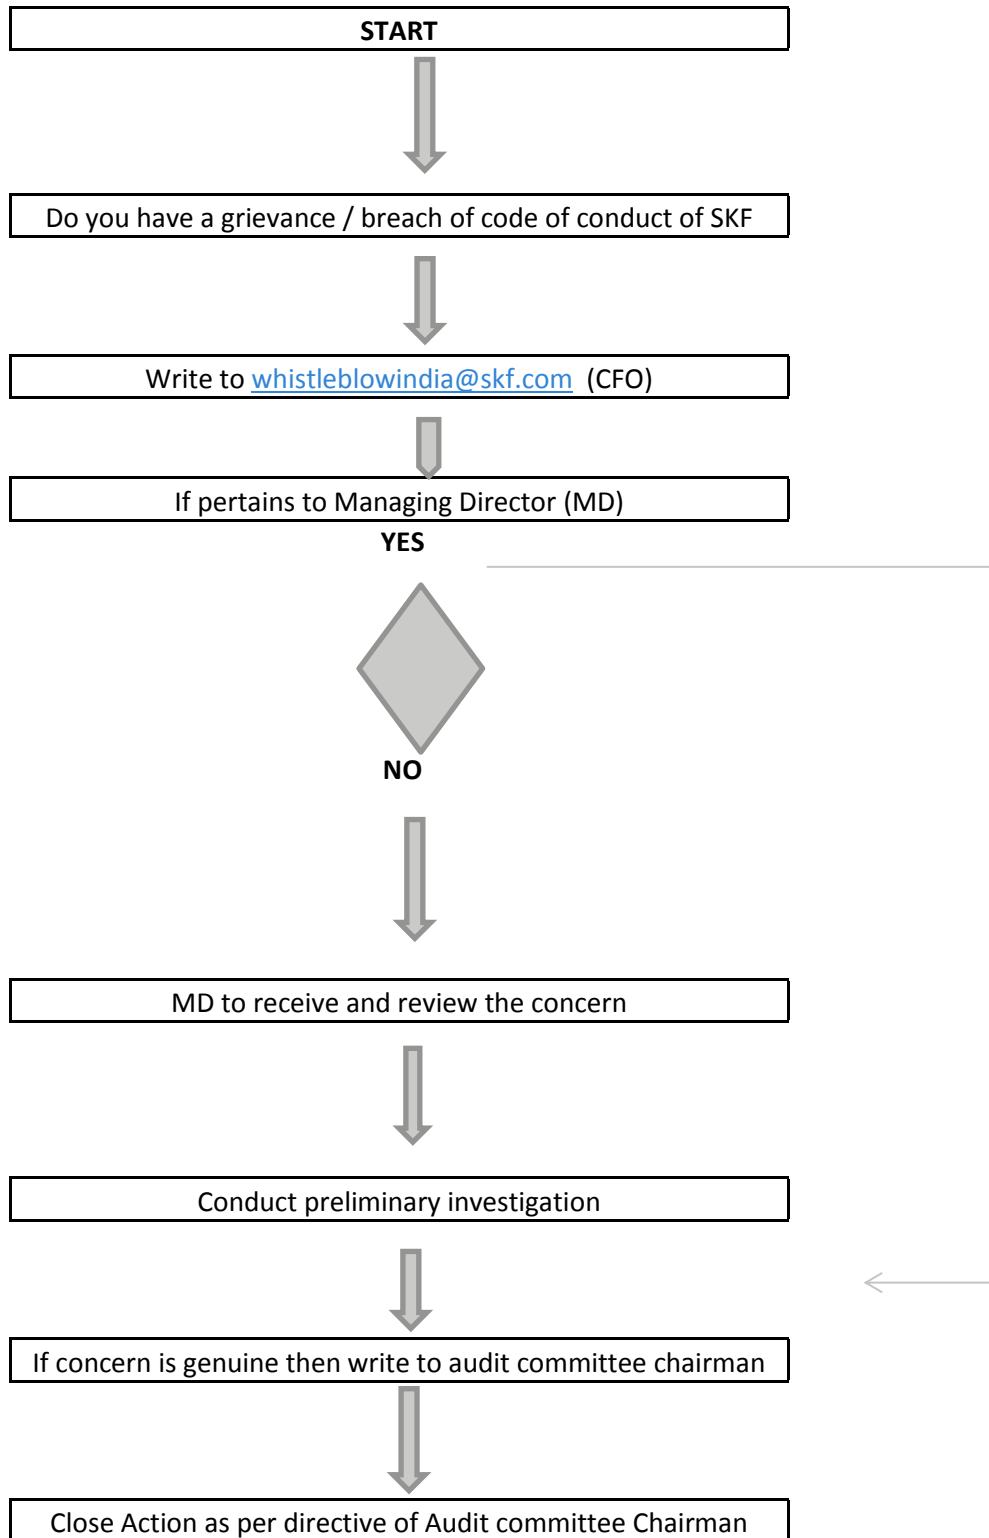 START
Do you have a grievance / breach of code of conduct of SKF
Write to whistleblowindia@skf.com (CFO)
If pertains to Managing Director (MD)
YES
NO
MD to receive and review the concern
Conduct preliminary investigation
If concern is genuine then write to audit committee chairman
Close Action as per directive of Audit committee Chairman